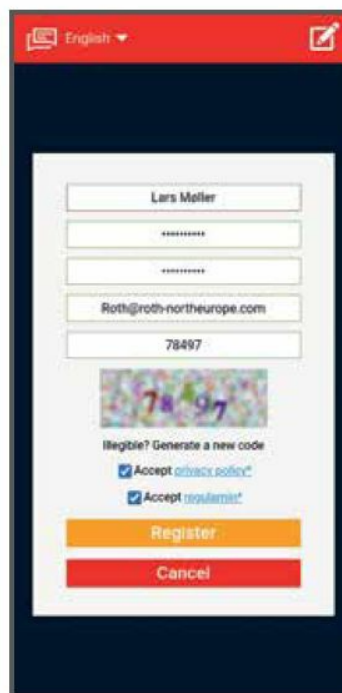 English
Lars Møller
••••••••••
••••••••••
Roth@roth-northeurope.com
78497
78497
Illegible? Generate a new code
Accept privacy policy*
Accept regulamin*
Register
Cancel